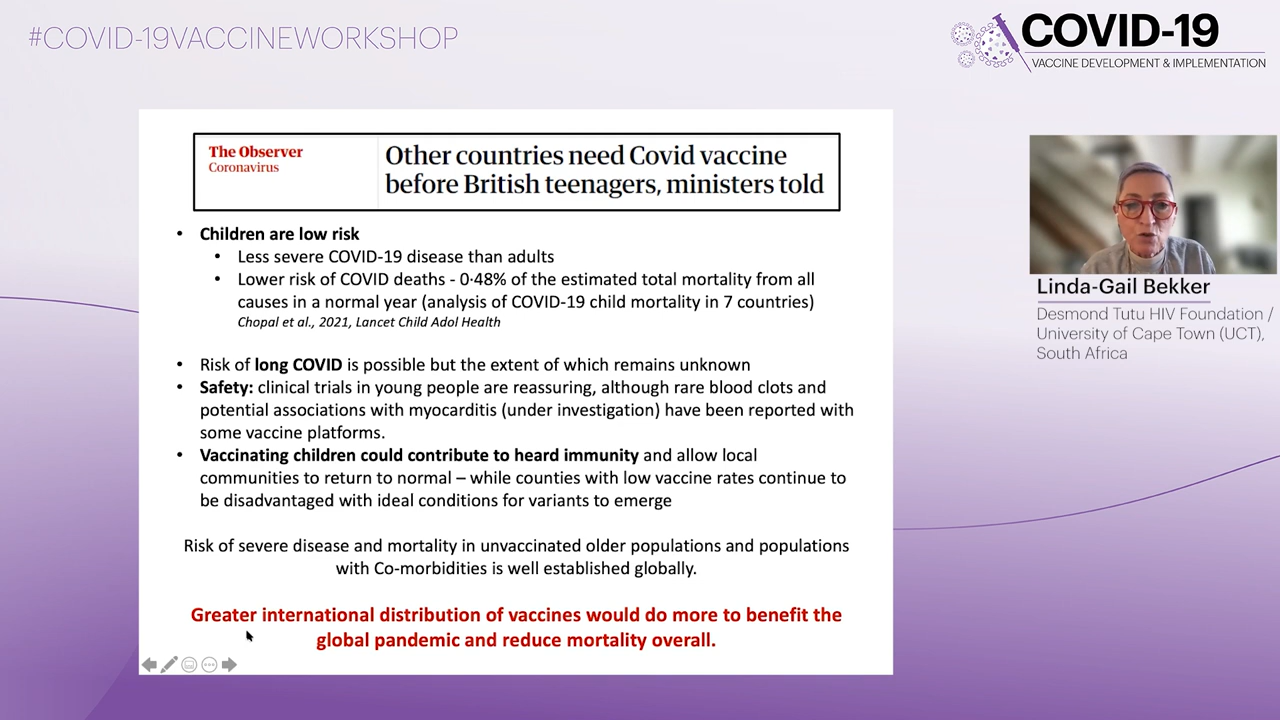 #COVID-19VACCINEWORKSHOP
COVID-19
VACCINE DEVELOPMENT & IMPLEMENTATION
The Observer
Coronavirus
Other countries need Covid vaccine
before British teenagers, ministers told
• Children are low risk
• Less severe COVID-19 disease than adults
• Lower risk of COVID deaths - 0·48% of the estimated total mortality from all
causes in a normal year (analysis of COVID-19 child mortality in 7 countries)
Chopal et al., 2021, Lancet Child Adol Health
• Risk of long COVID is possible but the extent of which remains unknown
• Safety: clinical trials in young people are reassuring, although rare blood clots and
potential associations with myocarditis (under investigation) have been reported with
some vaccine platforms.
• Vaccinating children could contribute to heard immunity and allow local
communities to return to normal – while counties with low vaccine rates continue to
be disadvantaged with ideal conditions for variants to emerge
Risk of severe disease and mortality in unvaccinated older populations and populations
with Co-morbidities is well established globally.
Greater international distribution of vaccines would do more to benefit the
global pandemic and reduce mortality overall.
Linda-Gail Bekker
Desmond Tutu HIV Foundation /
University of Cape Town (UCT),
South Africa